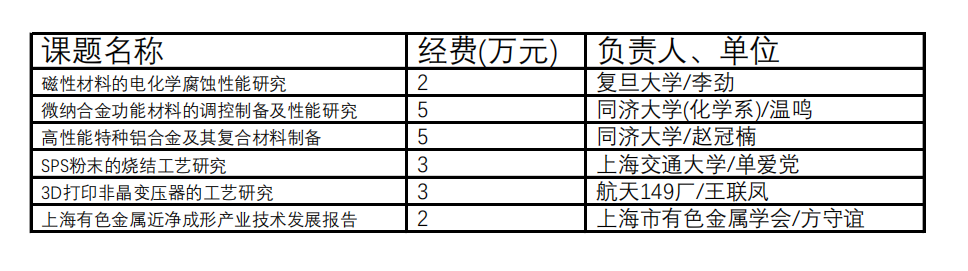 课题名称 经费(万元) 负责人、单位
磁性材料的电化学腐蚀性能研究 2 复旦大学/李劲
微纳合金功能材料的调控制备及性能研究 5 同济大学(化学系)/温鸣
高性能特种铝合金及其复合材料制备 5 同济大学/赵冠楠
SPS粉末的烧结工艺研究 3 上海交通大学/单爱党
3D打印非晶变压器的工艺研究 3 航天149厂/王联凤
上海有色金属近净成形产业技术发展报告 2 上海市有色金属学会/方守谊